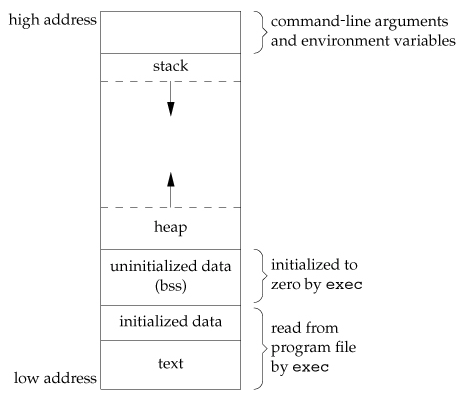 high address
command-line arguments
and environment variables
stack
heap
uninitialized data
(bss)
initialized to
zero by exec
initialized data
read from
program file
by exec
text
low address